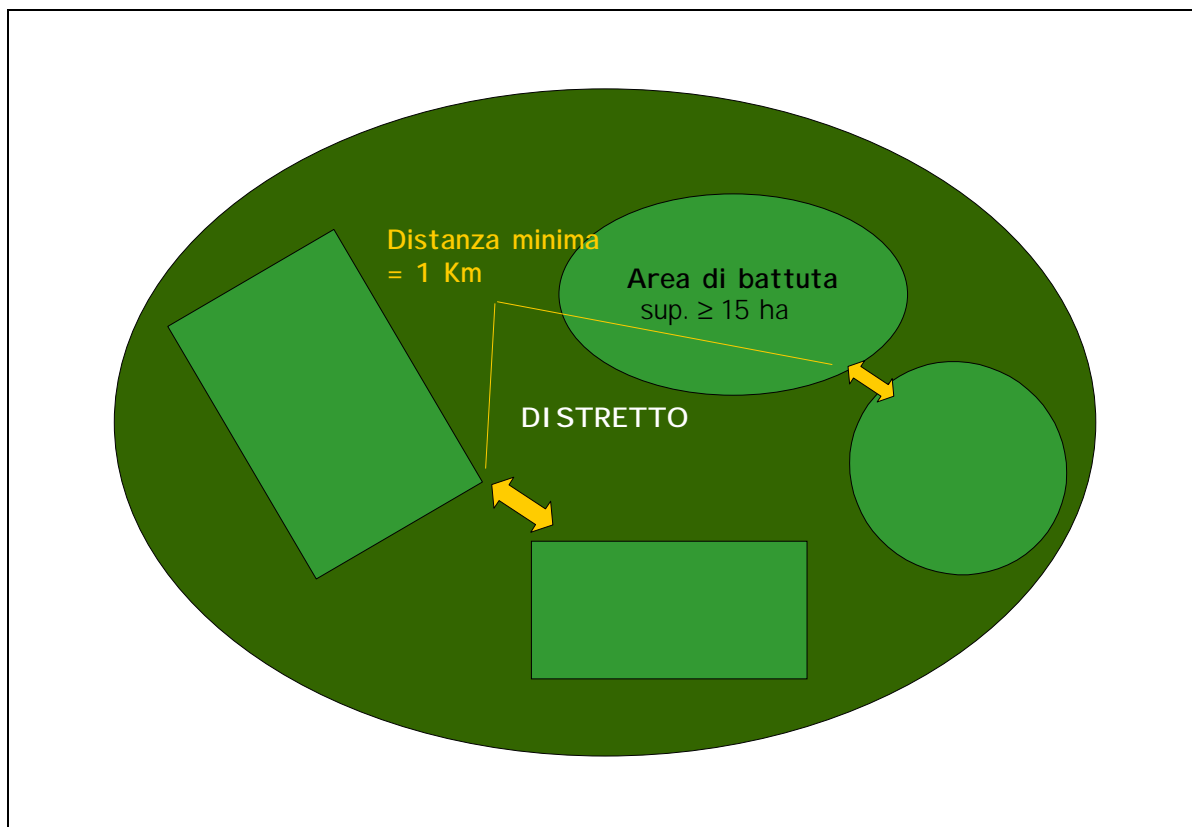 Distanza minima
= 1 Km
Area di battuta
sup. ≥ 15 ha
DISTRETTO